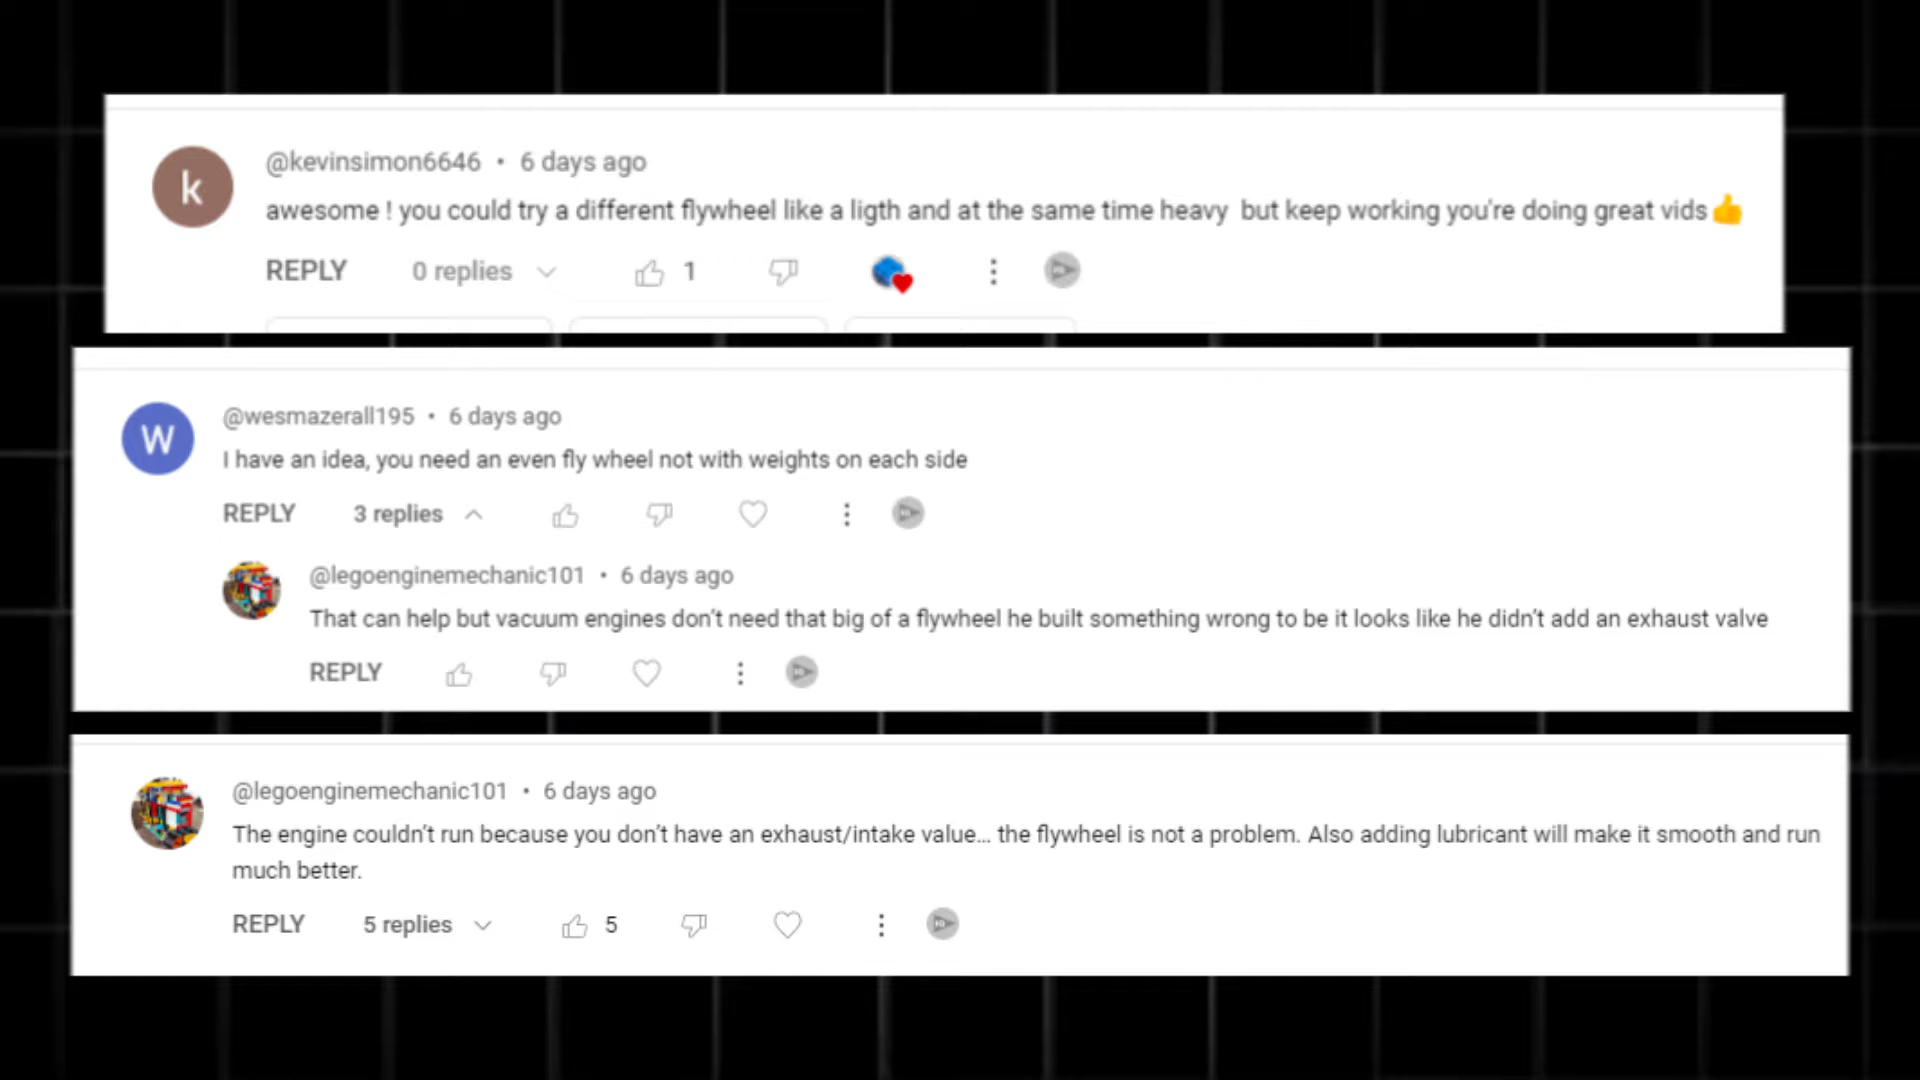 k
@kevinsimon6646 • 6 days ago
awesome ! you could try a different flywheel like a ligth and at the same time heavy but keep working you're doing great vids👍
REPLY 0 replies 1
W
@wesmazerall195 • 6 days ago
I have an idea, you need an even fly wheel not with weights on each side
REPLY 3 replies
@legoenginemechanic101 • 6 days ago
That can help but vacuum engines don't need that big of a flywheel he built something wrong to be it looks like he didn't add an exhaust valve
REPLY
@legoenginemechanic101 • 6 days ago
The engine couldn't run because you don't have an exhaust/intake value... the flywheel is not a problem. Also adding lubricant will make it smooth and run
much better.
REPLY 5 replies 5